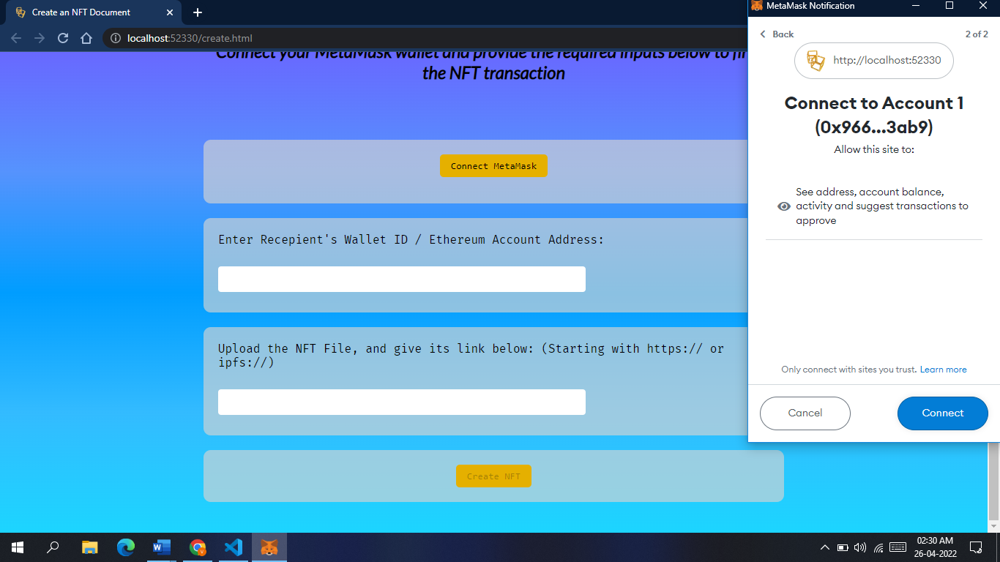 Create an NFT Document
localhost:52330/create.html
Connect your MetaMask wallet and provide the required inputs below to
the NFT transaction
Connect MetaMask
Enter Recepient's Wallet ID / Ethereum Account Address:
Upload the NFT File, and give its link below: (Starting with https:// or
ipfs://)
Create NFT
MetaMask Notification
Back
2 of 2
http://localhost:52330
Connect to Account 1
(0x966...3ab9)
Allow this site to:
See address, account balance,
activity and suggest transactions to
approve
Only connect with sites you trust. Learn more
Cancel
Connect
02:30 AM
26-04-2022